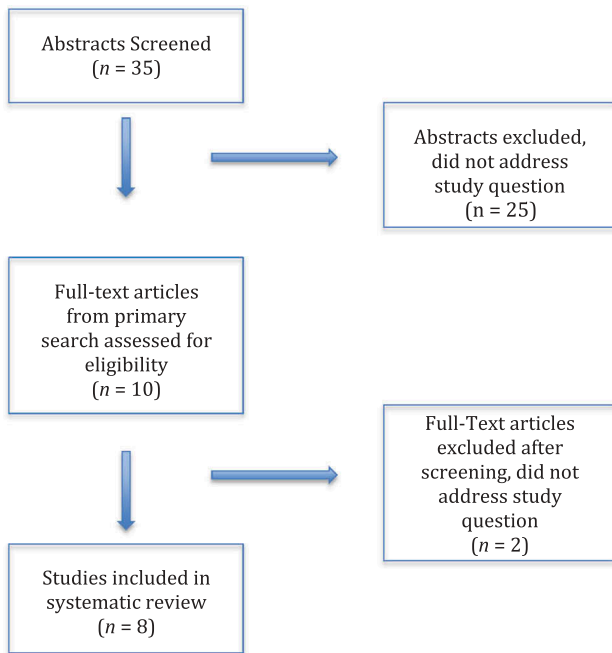 Abstracts Screened
(n = 35)
Abstracts excluded,
did not address
study question
(n = 25)
Full-text articles
from primary
search assessed for
eligibility
(n = 10)
Full-Text articles
excluded after
screening, did not
address study
question
(n = 2)
Studies included in
systematic review
(n = 8)